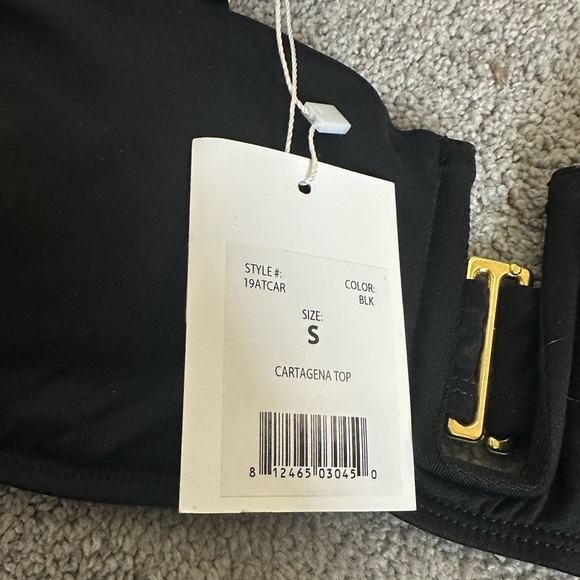 STYLE #:
19ATCAR
COLOR:
BLK
SIZE:
S
CARTAGENA TOP
8 12465 03045 0